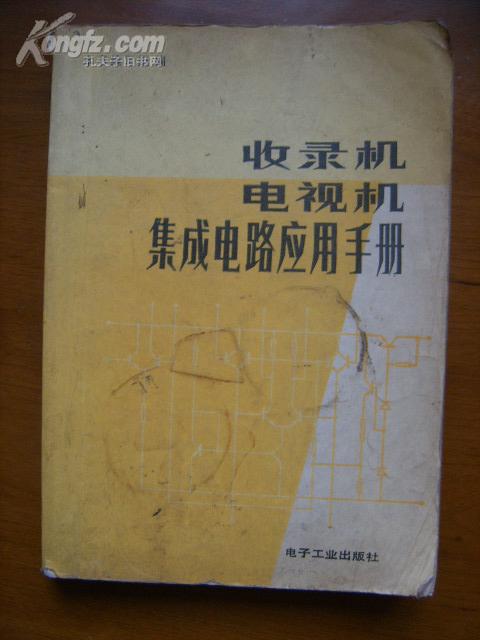 Kongfz.com
孔夫子旧书网
收录机
电视机
集成电路应用手册
电子工业出版社